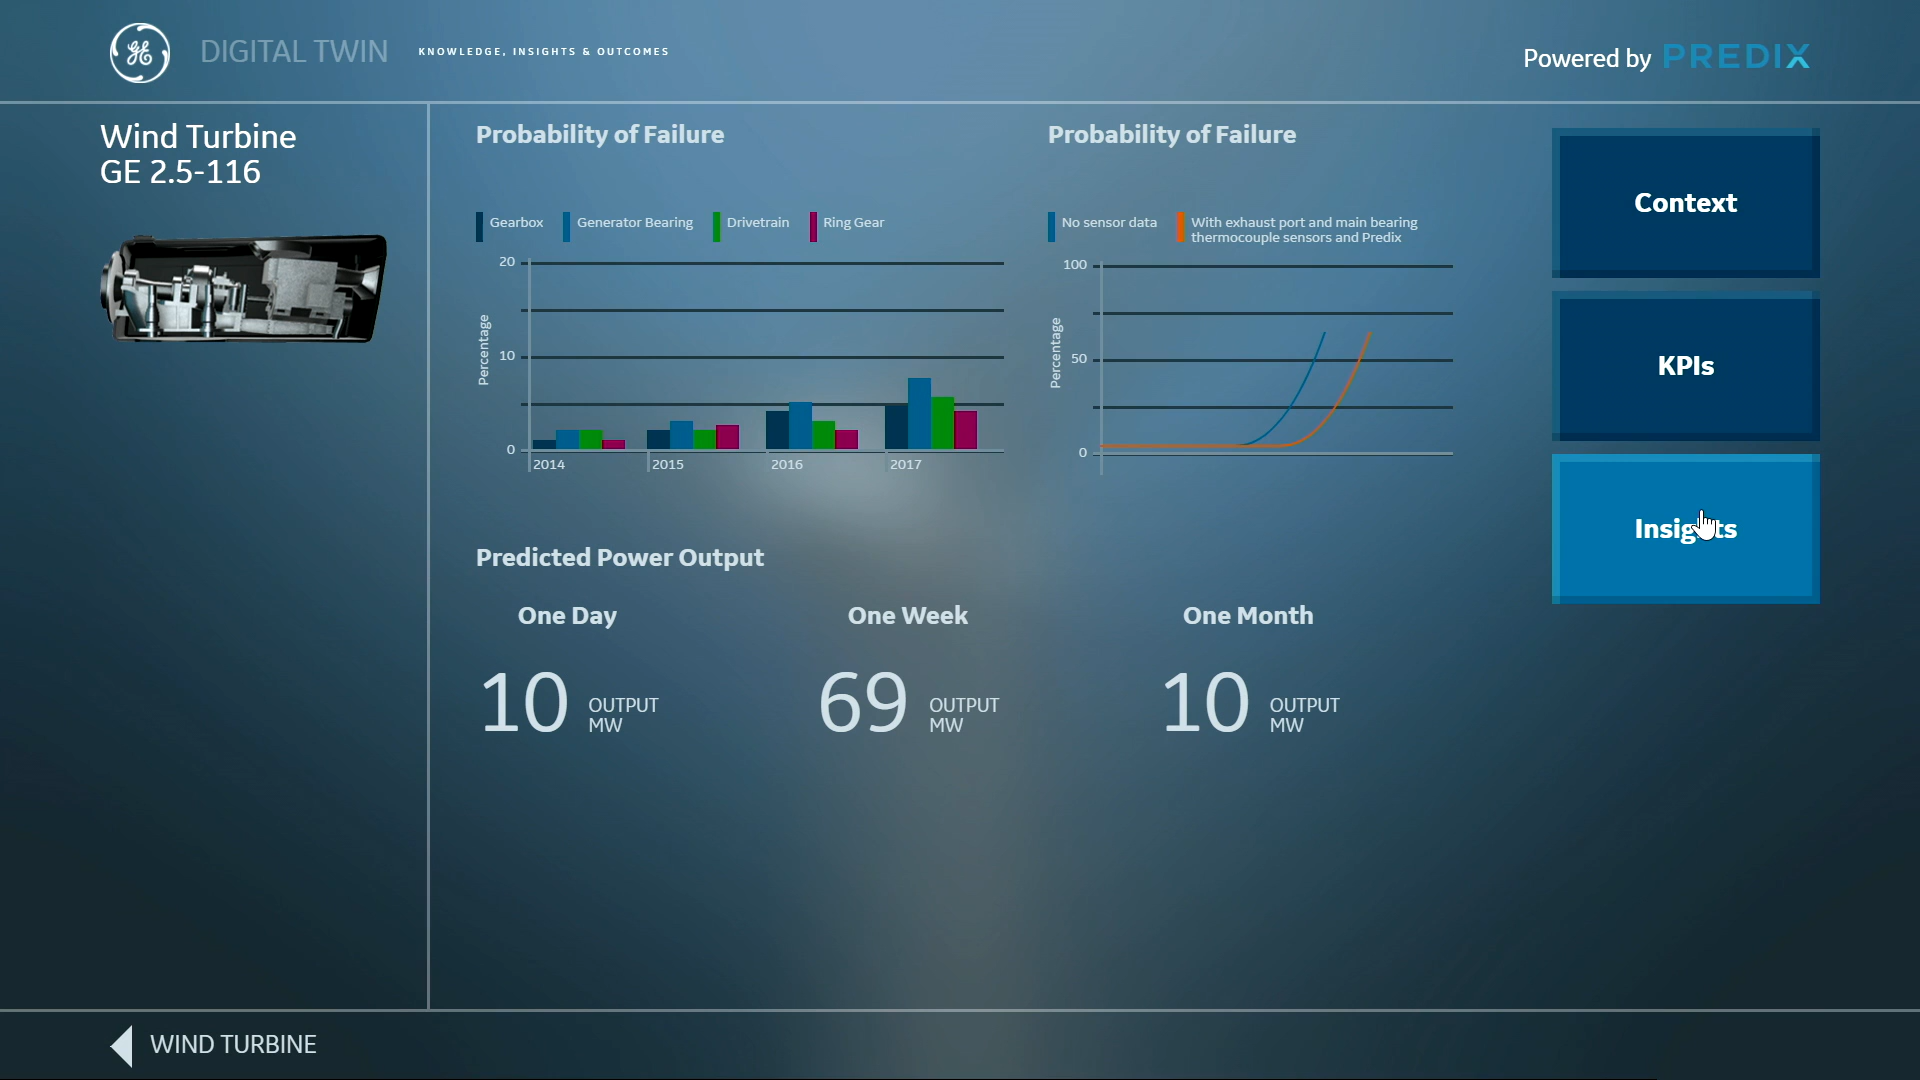 GE
DIGITAL TWIN
KNOWLEDGE, INSIGHTS & OUTCOMES
Powered by PREDIX
Wind Turbine
GE 2.5-116
Probability of Failure
Gearbox Generator Bearing Drivetrain Ring Gear
20
10
0
Percentage
2014 2015 2016 2017
Probability of Failure
No sensor data With exhaust port and main bearing
thermocouple sensors and Predix
100
50
0
Percentage
Context
KPIs
Insights
Predicted Power Output
One Day One Week One Month
10 OUTPUT
MW
69 OUTPUT
MW
10 OUTPUT
MW
WIND TURBINE